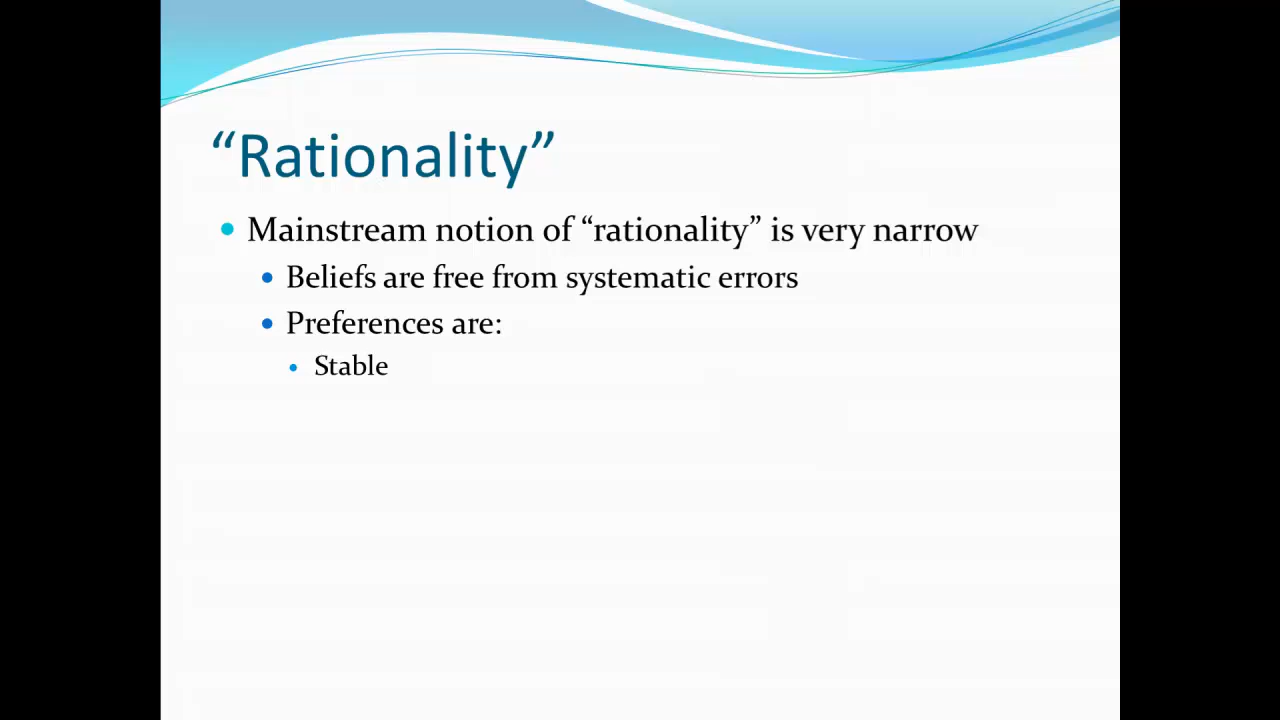 “Rationality”
• Mainstream notion of “rationality” is very narrow
• Beliefs are free from systematic errors
• Preferences are:
• Stable